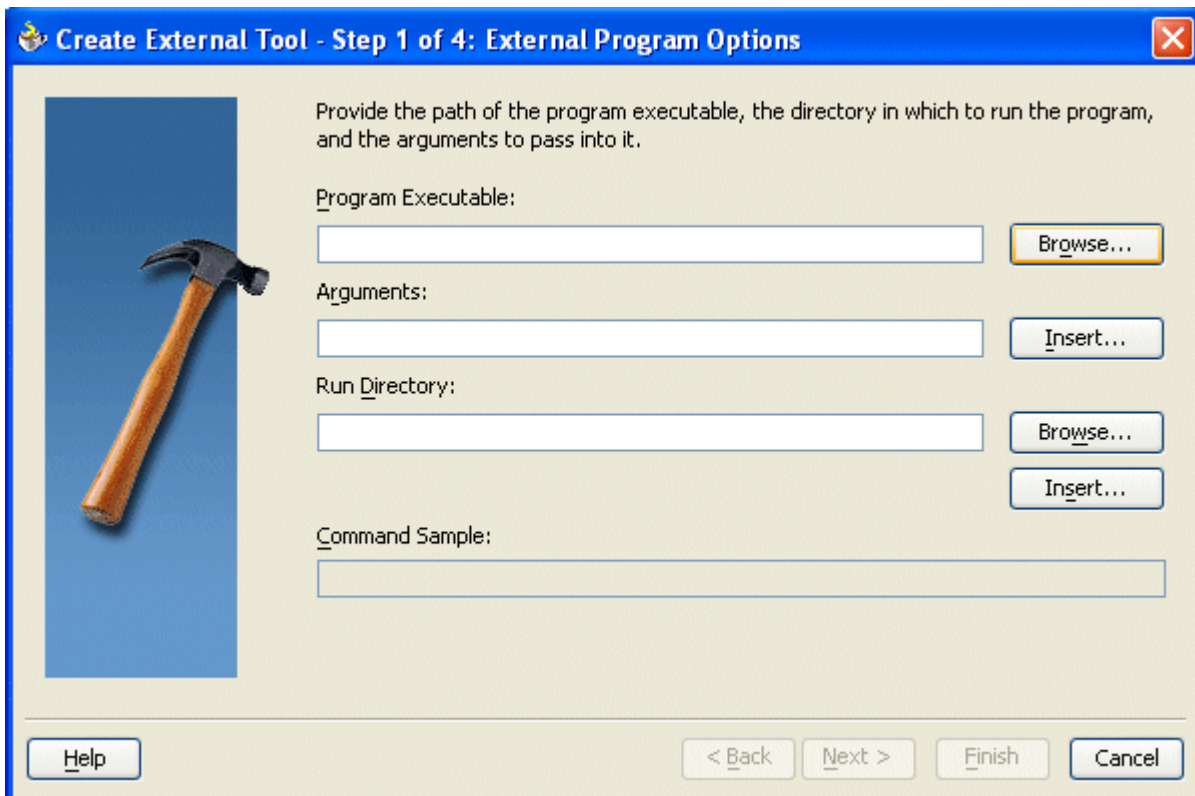 Create External Tool - Step 1 of 4: External Program Options
Provide the path of the program executable, the directory in which to run the program,
and the arguments to pass into it.
Program Executable:
Browse...
Arguments:
Insert...
Run Directory:
Browse...
Insert...
Command Sample:
Help
< Back
Next >
Finish
Cancel